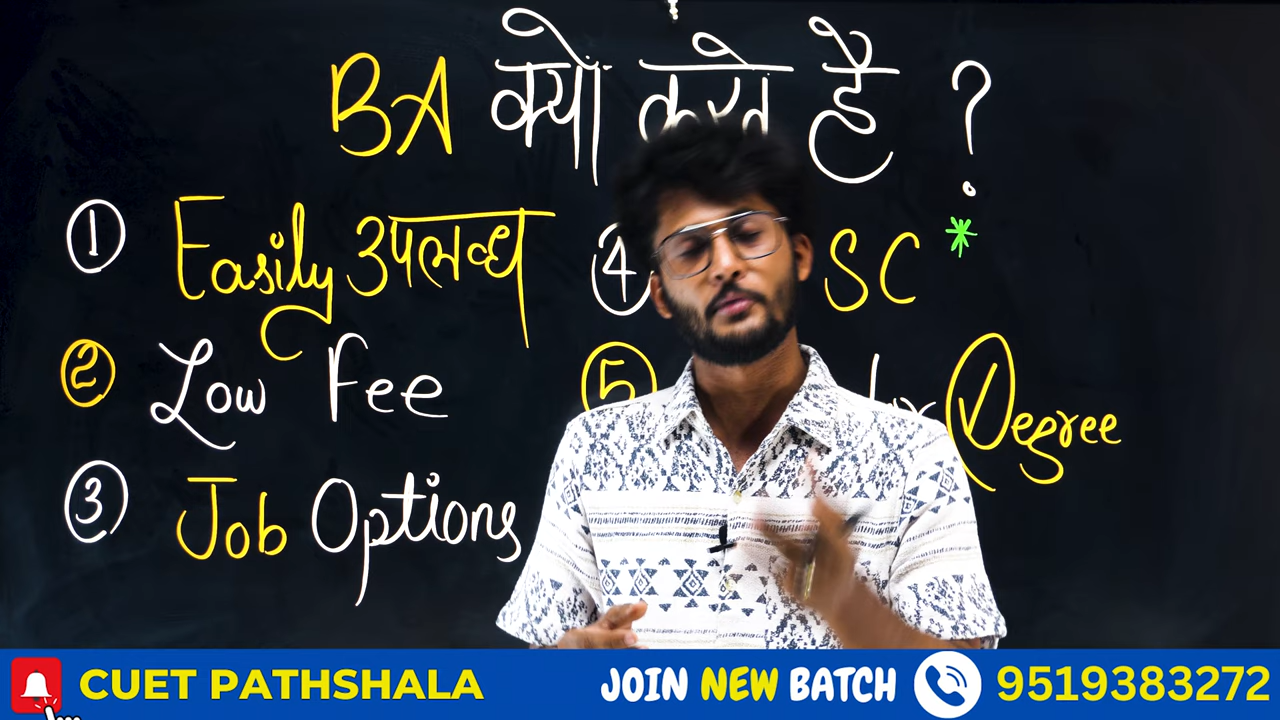 BA क्यों करते है ?
① Easily उपलब्ध
② Low Fee
③ Job Options
④ SC *
⑤ Degree
CUET PATHSHALA
JOIN NEW BATCH 9519383272